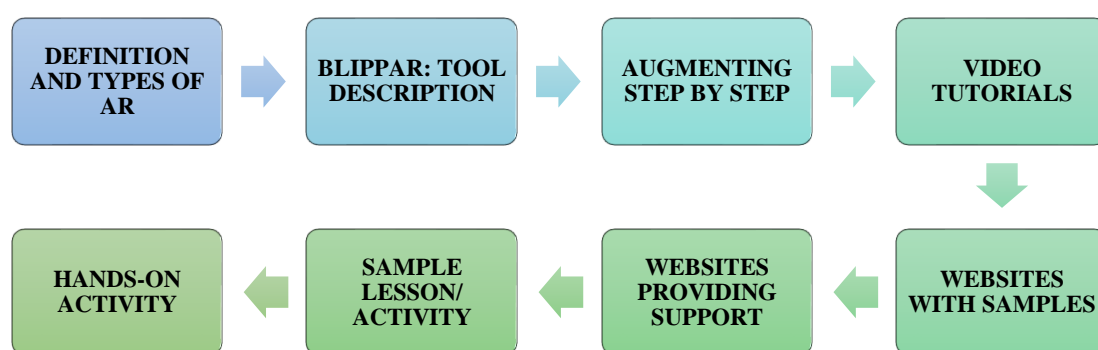 DEFINITION
AND TYPES OF
AR
BLIPPAR: TOOL
DESCRIPTION
AUGMENTING
STEP BY STEP
VIDEO
TUTORIALS
WEBSITES
WITH SAMPLES
WEBSITES
PROVIDING
SUPPORT
SAMPLE
LESSON/
ACTIVITY
HANDS-ON
ACTIVITY